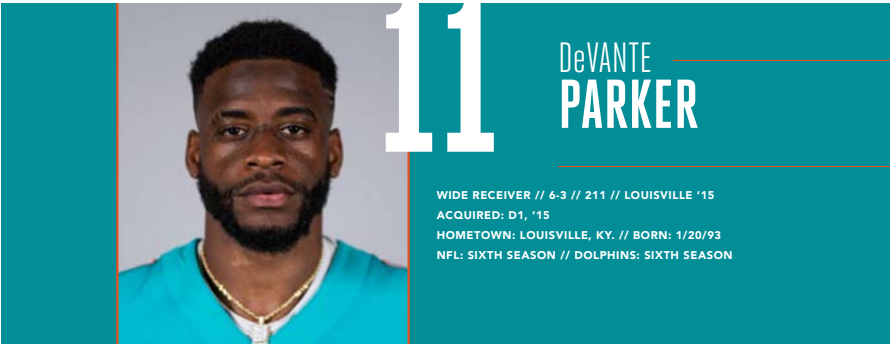 11
DeVANTE
PARKER
WIDE RECEIVER // 6-3 // 211 // LOUISVILLE ‘15
ACQUIRED: D1, ‘15
HOMETOWN: LOUISVILLE, KY. // BORN: 1/20/93
NFL: SIXTH SEASON // DOLPHINS: SIXTH SEASON